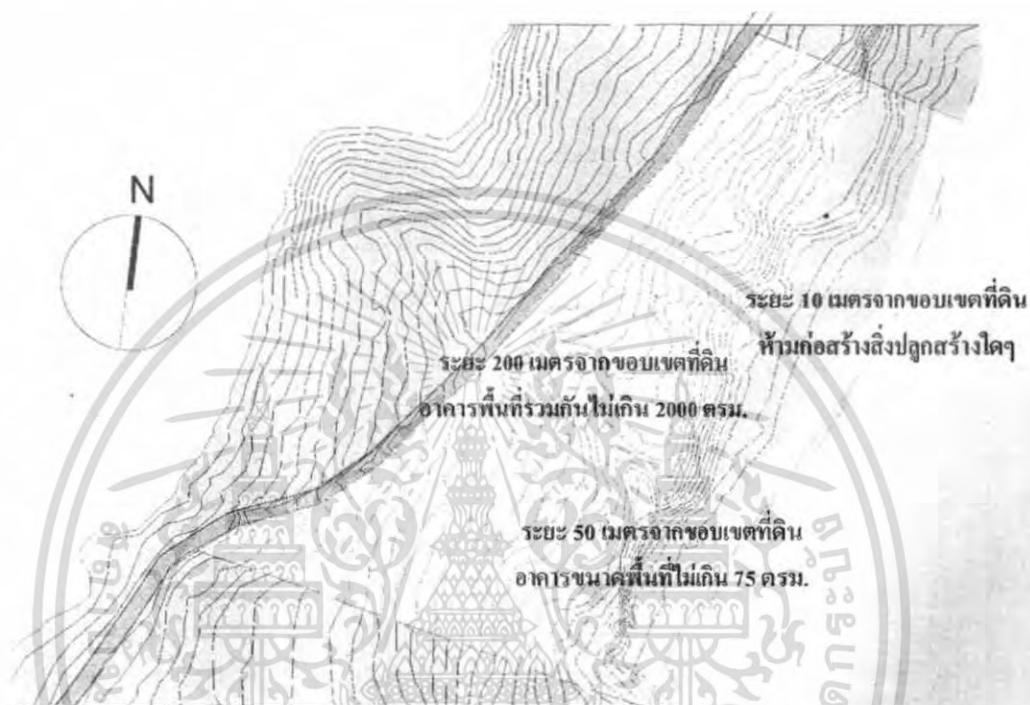 N
ระยะ 10 เมตรจากขอบเขตที่ดิน
ห้ามก่อสร้างสิ่งปลูกสร้างใดๆ
ระยะ 200 เมตรจากขอบเขตที่ดิน
อาคารพื้นที่รวมกันไม่เกิน 2000 ตรม.
ระยะ 50 เมตรจากขอบเขตที่ดิน
อาคารขนาดพื้นที่ไม่เกิน 75 ตรม.